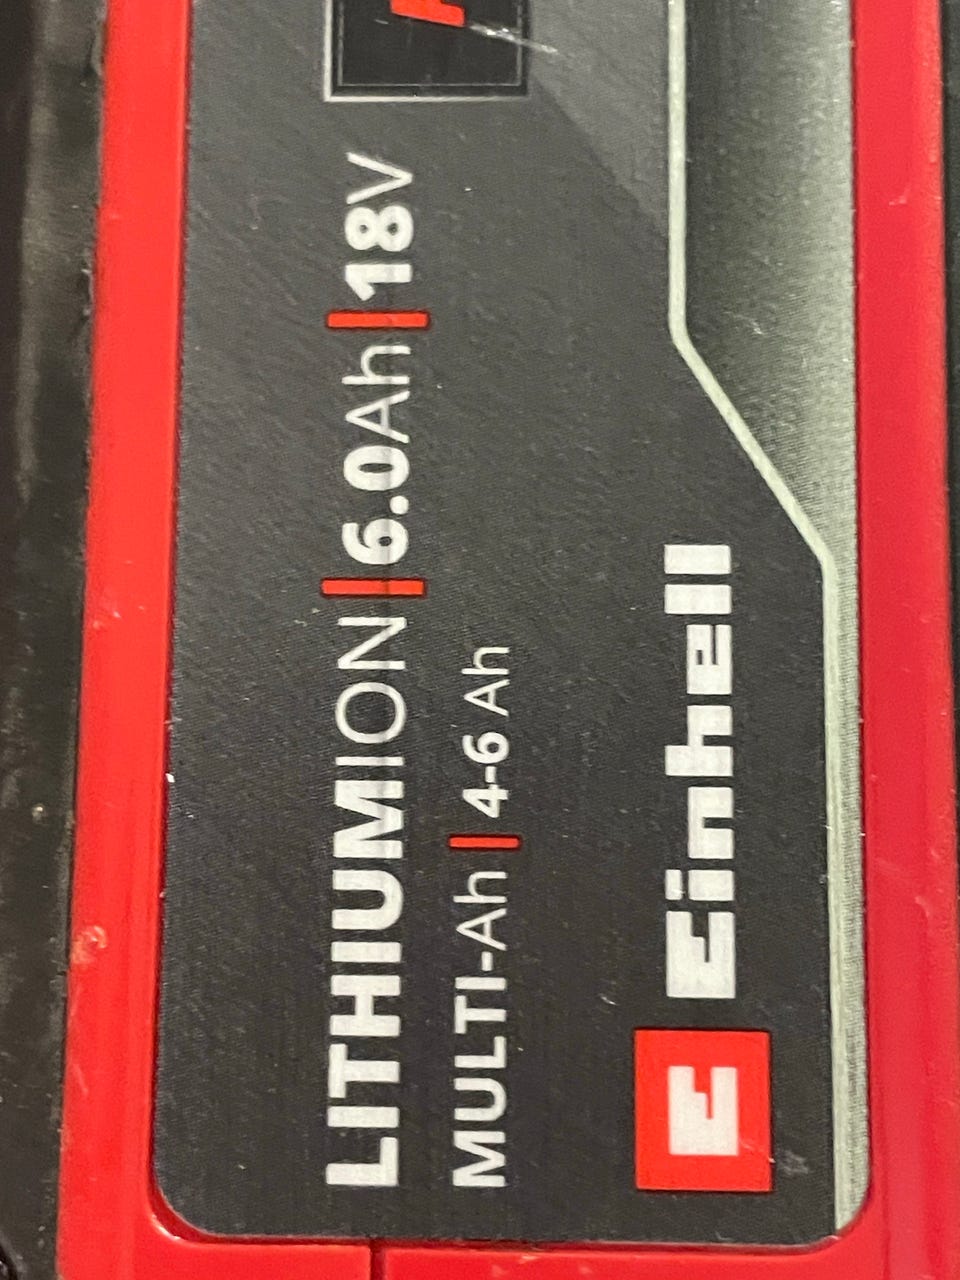 LITHIUMION | 6.0Ah | 18V
MULTI-Ah | 4-6 Ah
Einhell